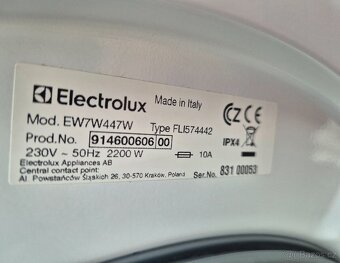 Electrolux Made in Italy
Mod. EW7W447W Type FLI574442
Prod.No. 914600606 00 IPX4
230V ~ 50Hz 2200 W 10A
Electrolux Appliances AB Ser.No. 831 00053
Central contact point:
Al. Powstańców Śląskich 26, 30-570 Kraków, Poland